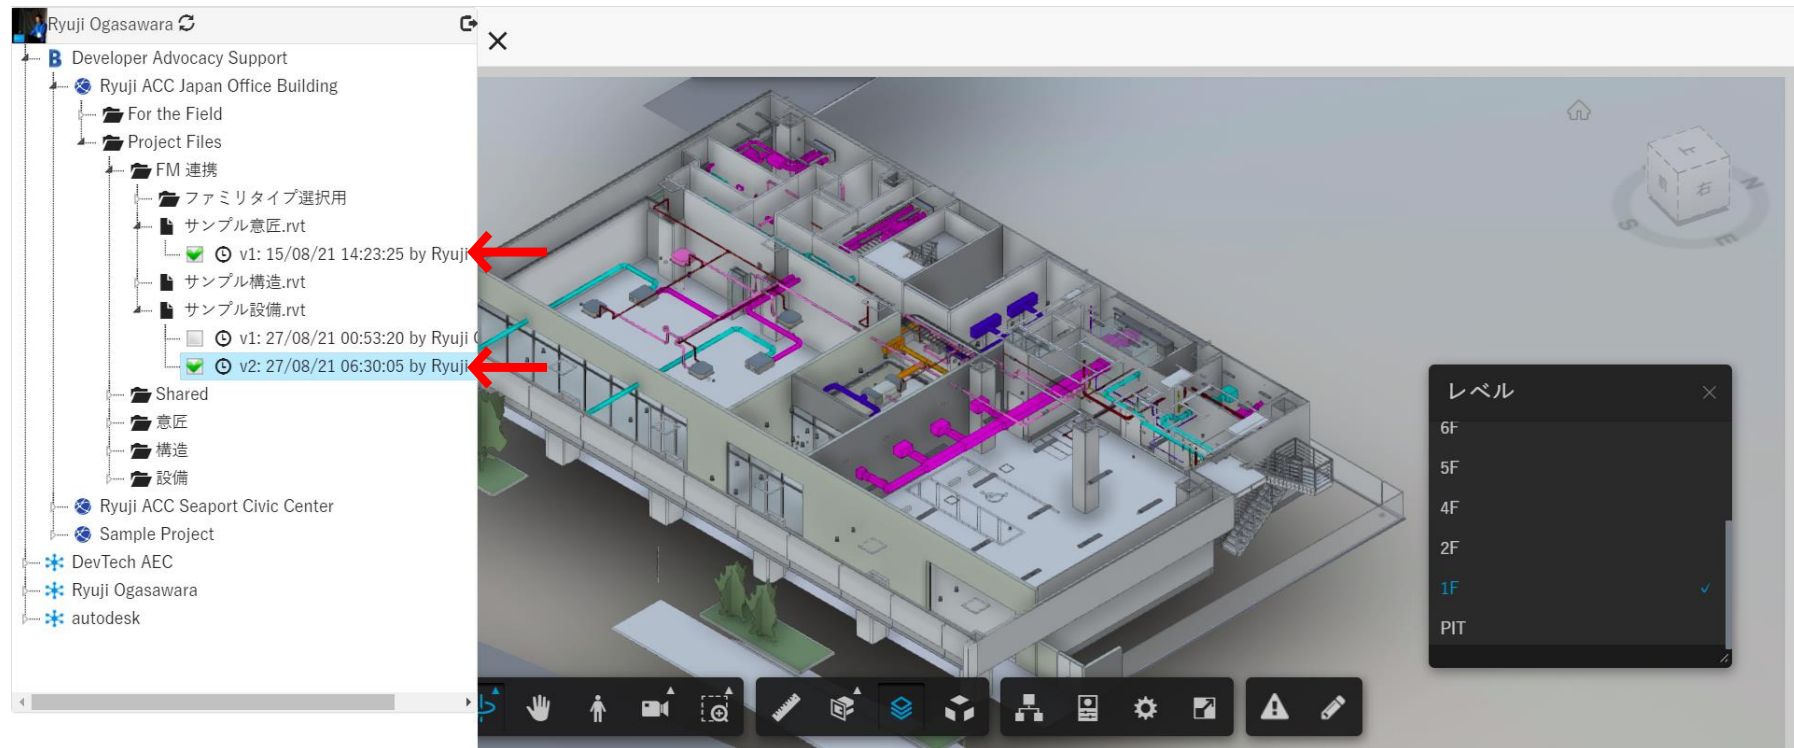 Ryuji Ogasawara
Developer Advocacy Support
Ryuji ACC Japan Office Building
For the Field
Project Files
FM 連携
ファミリタイプ選択用
サンプル意匠.rvt
v1: 15/08/21 14:23:25 by Ryuji
サンプル構造.rvt
サンプル設備.rvt
v1: 27/08/21 00:53:20 by Ryuji
v2: 27/08/21 06:30:05 by Ryuji
Shared
意匠
構造
設備
Ryuji ACC Seaport Civic Center
Sample Project
DevTech AEC
Ryuji Ogasawara
autodesk
上
前
右
N
S
E
レベル
6F
5F
4F
2F
1F
PIT